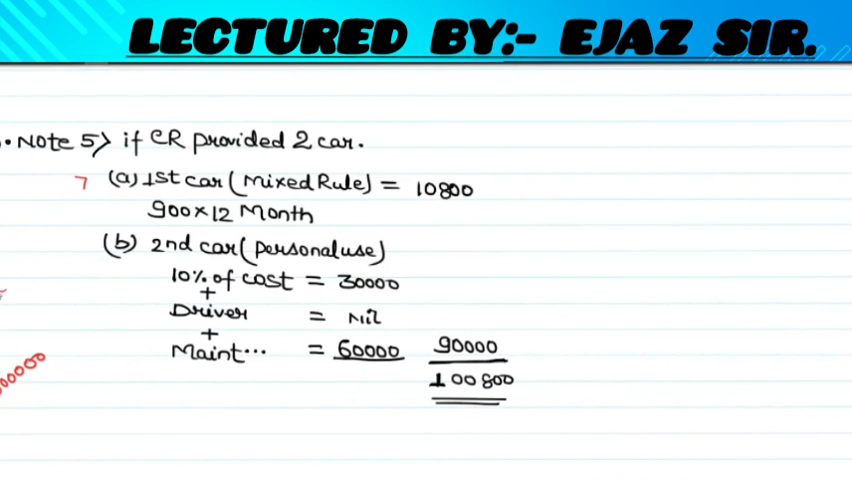 LECTURED BY:- EJAZ SIR.
• Note 5> if ER provided 2 car.
7 (a) 1st car (Mixed Rule) = 10800
900×12 Month
(b) 2nd car (personal use)
10% of cost = 30000
+
Driver = Nil
+
Maint... = 60000 90000
100800